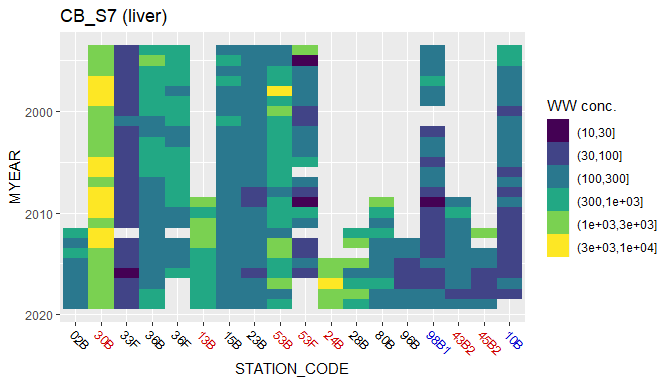 CB_S7 (liver)
MYEAR
2000
2010
2020
02B 30B 33F 36B 36F 13B 15B 23B 53B 53F 24B 28B 80B 96B 98B1 43B2 45B2 10B
STATION_CODE
WW conc.
(10,30]
(30,100]
(100,300]
(300,1e+03]
(1e+03,3e+03]
(3e+03,1e+04]